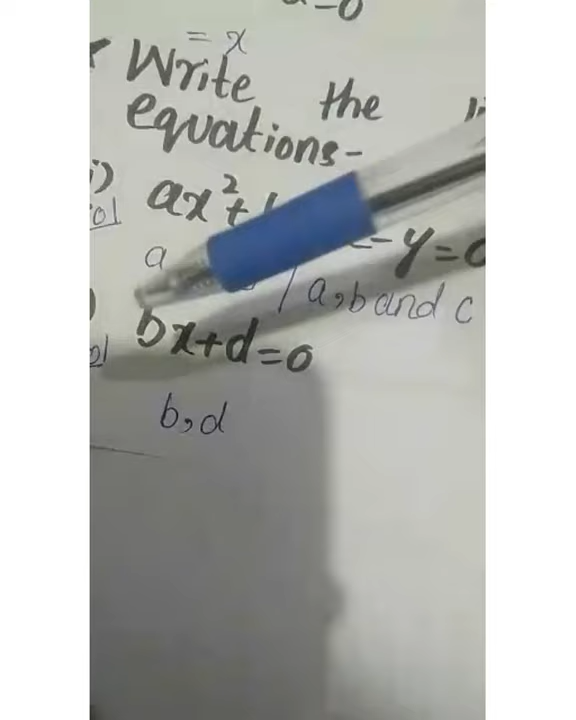 = x
Write the
equations-
i) ax²+ - y=0
a
a,b and c
bx+d=0
b,d